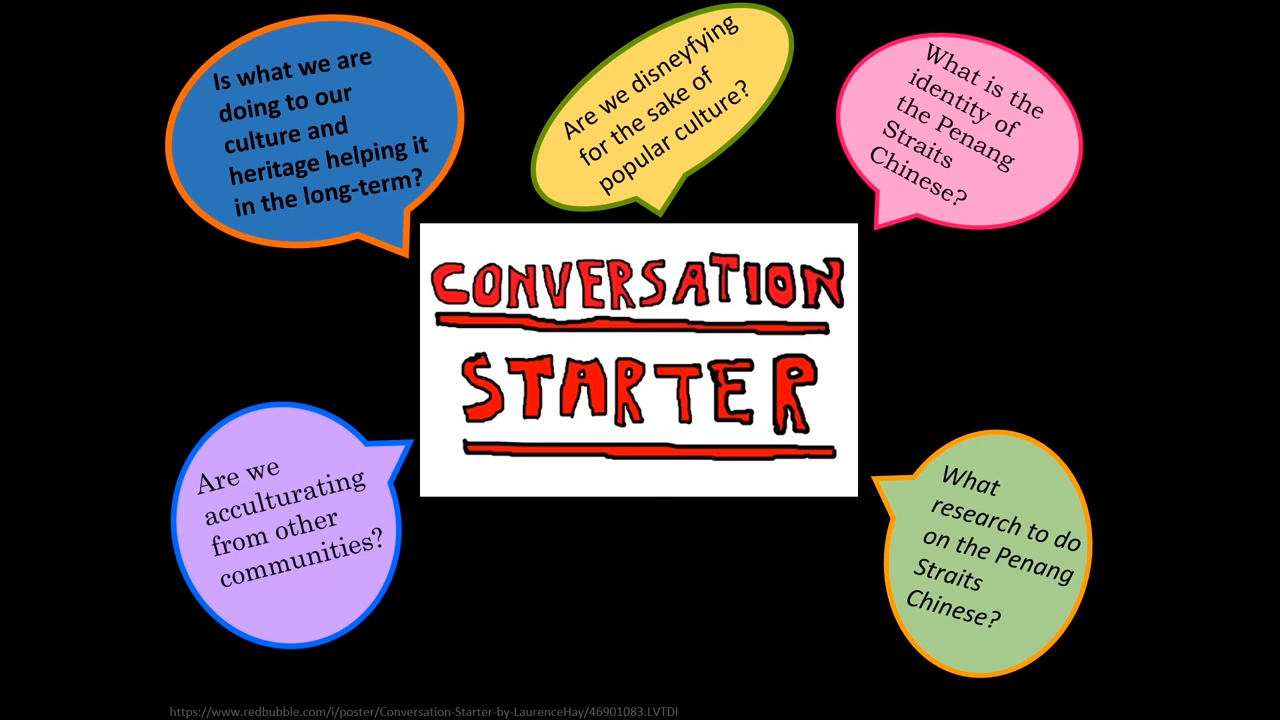 Is what we are
doing to our
culture and
heritage helping it
in the long-term?
Are we disneyfying
for the sake of
popular culture?
What is the
identity of
the Penang
Straits
Chinese?
CONVERSATION
STARTER
Are we
acculturating
from other
communities?
What
research to do
on the Penang
Straits
Chinese?
https://www.redbubble.com/i/poster/Conversation-Starter-by-LaurenceHay/46901083.LVTDI